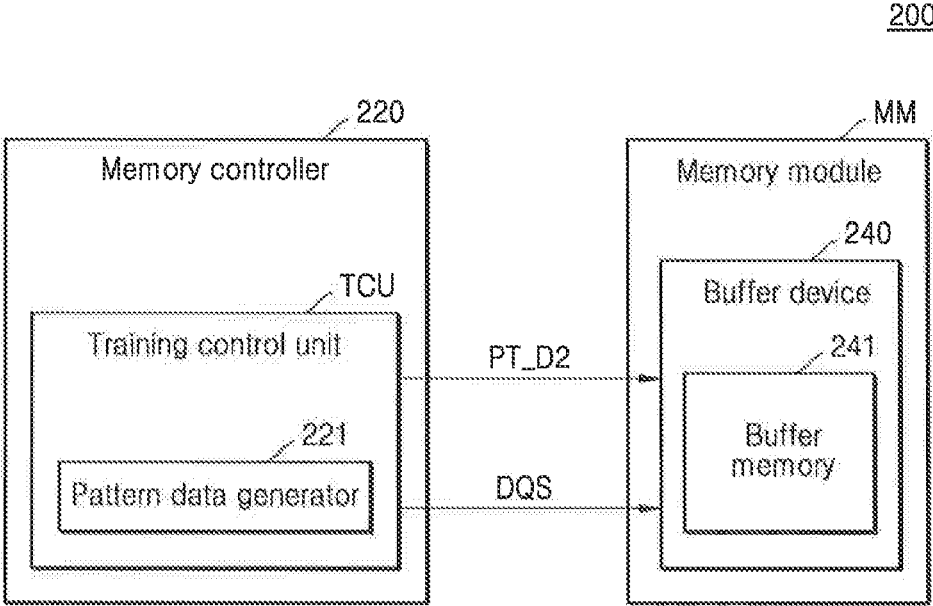 200
220
MM
Memory controller
Memory module
240
TCU
Buffer device
Training control unit
PT_D2
241
221
Buffer
memory
Pattern data generator
DQS